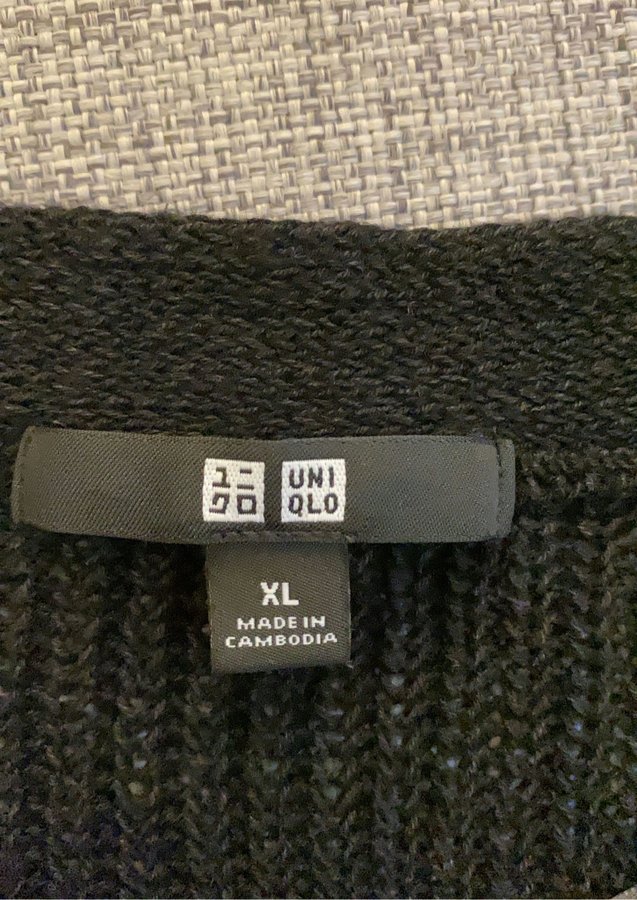 ユニ UNI
クロ QLO
XL
MADE IN
CAMBODIA